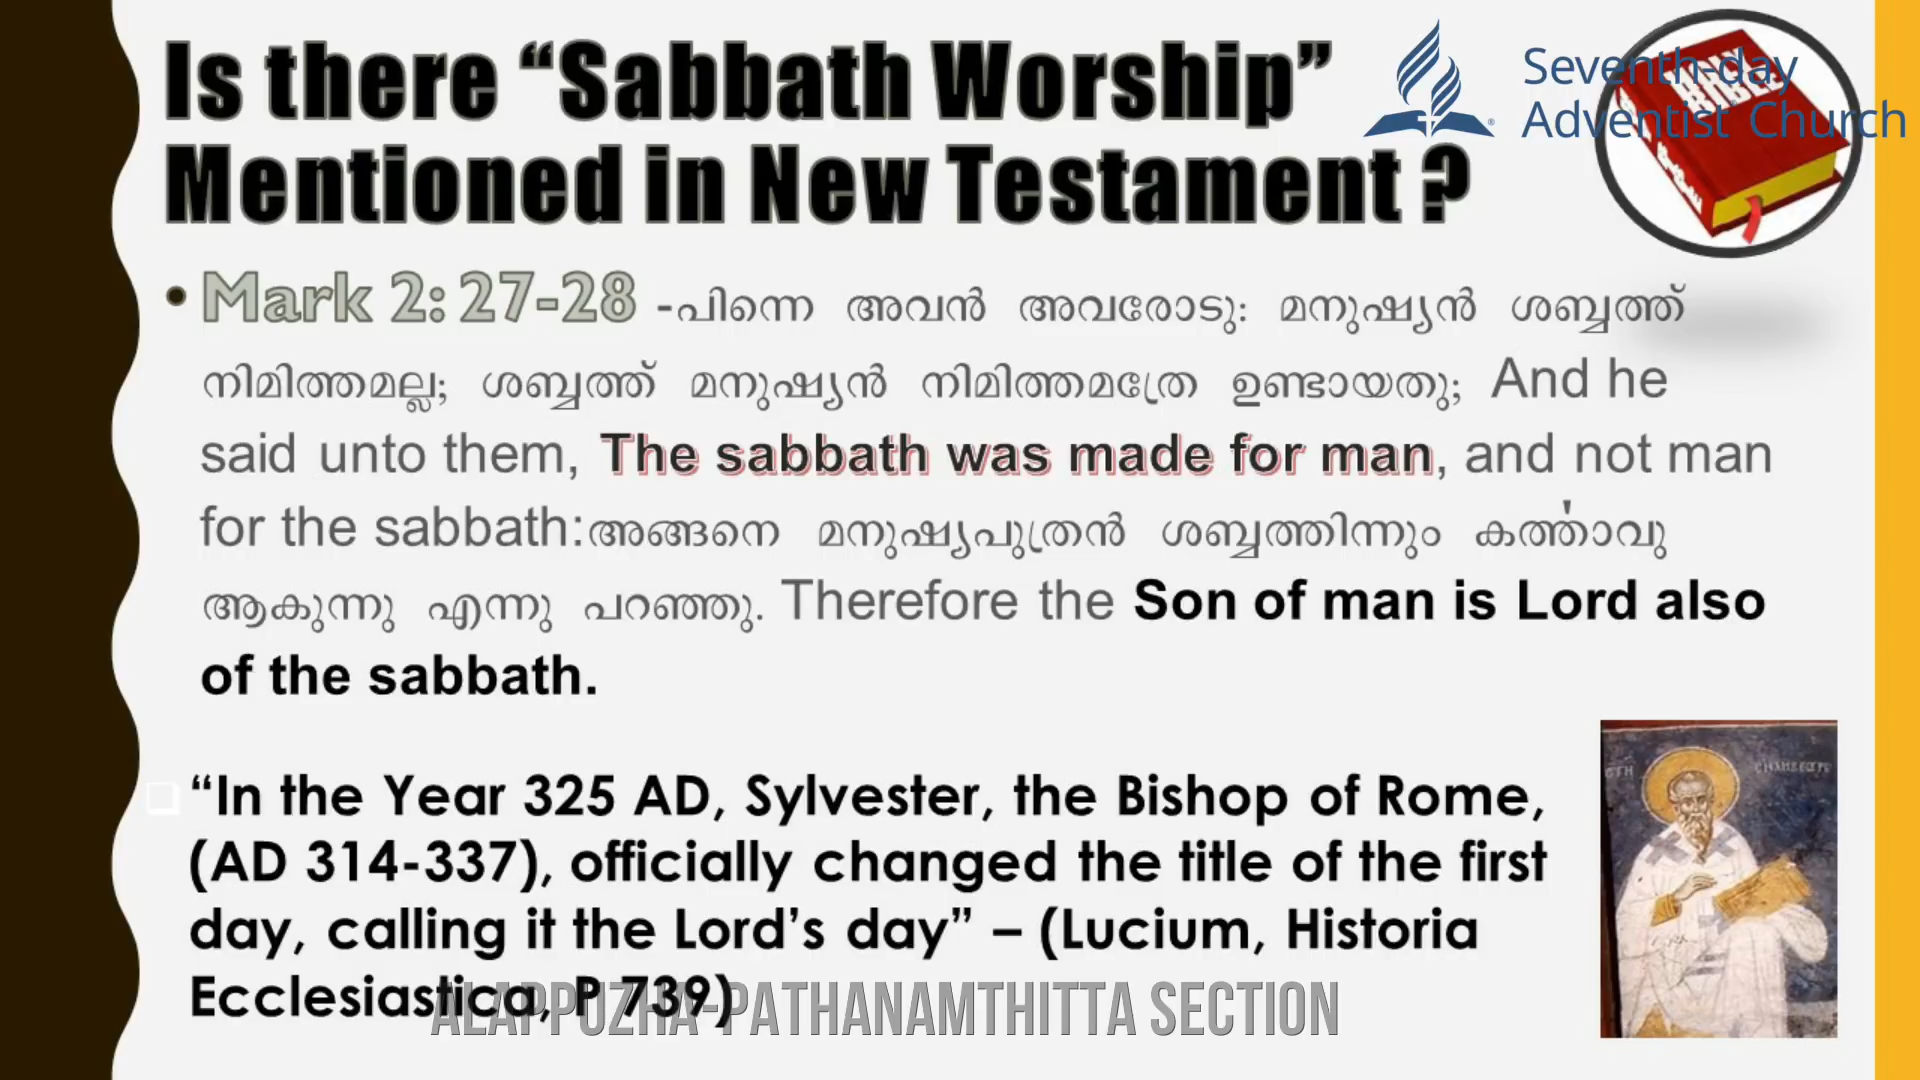 Is there “Sabbath Worship”
Mentioned in New Testament ?
Seventh-day
Adventist Church
HOLY BIBLE
• Mark 2: 27-28 -പിന്നെ അവൻ അവരോടു: മനുഷ്യൻ ശബ്ബത്ത്
നിമിത്തമല്ല; ശബ്ബത്ത് മനുഷ്യൻ നിമിത്തമത്രേ ഉണ്ടായതു; And he
said unto them, The sabbath was made for man, and not man
for the sabbath:അങ്ങനെ മനുഷ്യപുത്രൻ ശബ്ബത്തിന്നും കർത്താവു
ആകുന്നു എന്നു പറഞ്ഞു. Therefore the Son of man is Lord also
of the sabbath.
“In the Year 325 AD, Sylvester, the Bishop of Rome,
(AD 314-337), officially changed the title of the first
day, calling it the Lord’s day” – (Lucium, Historia
Ecclesiastica, P 739)
ALAPPUZHA-PATHANAMTHITTA SECTION